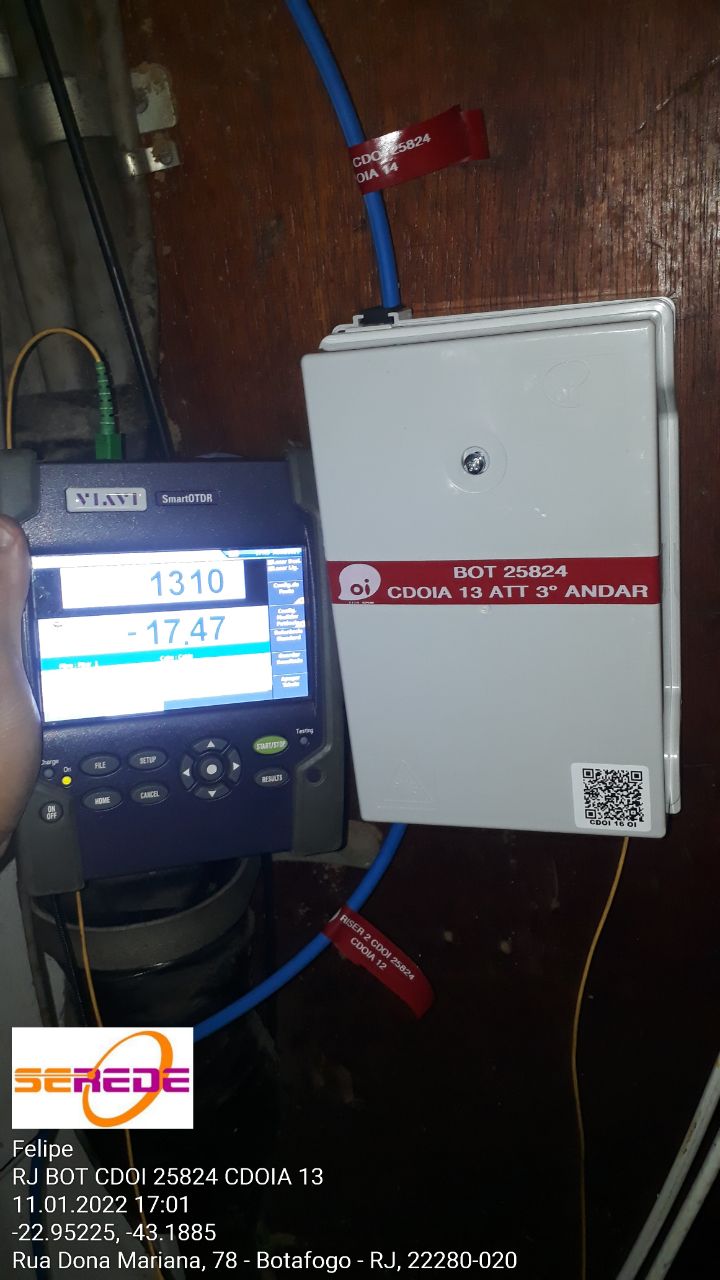 CDOI 25824
OIA 14
VIAVI
SmartOTDR
1310
-17.47
oi
BOT 25824
CDOIA 13 ATT 3º ANDAR
Charge
On
Testing
FILE
SETUP
START/STOP
HOME
CANCEL
RESULTS
ON
OFF
CDOI 16 OI
RISER 2 CDOI 25824
CDOIA 12
SEREDE
Felipe
RJ BOT CDOI 25824 CDOIA 13
11.01.2022 17:01
-22.95225, -43.1885
Rua Dona Mariana, 78 - Botafogo - RJ, 22280-020